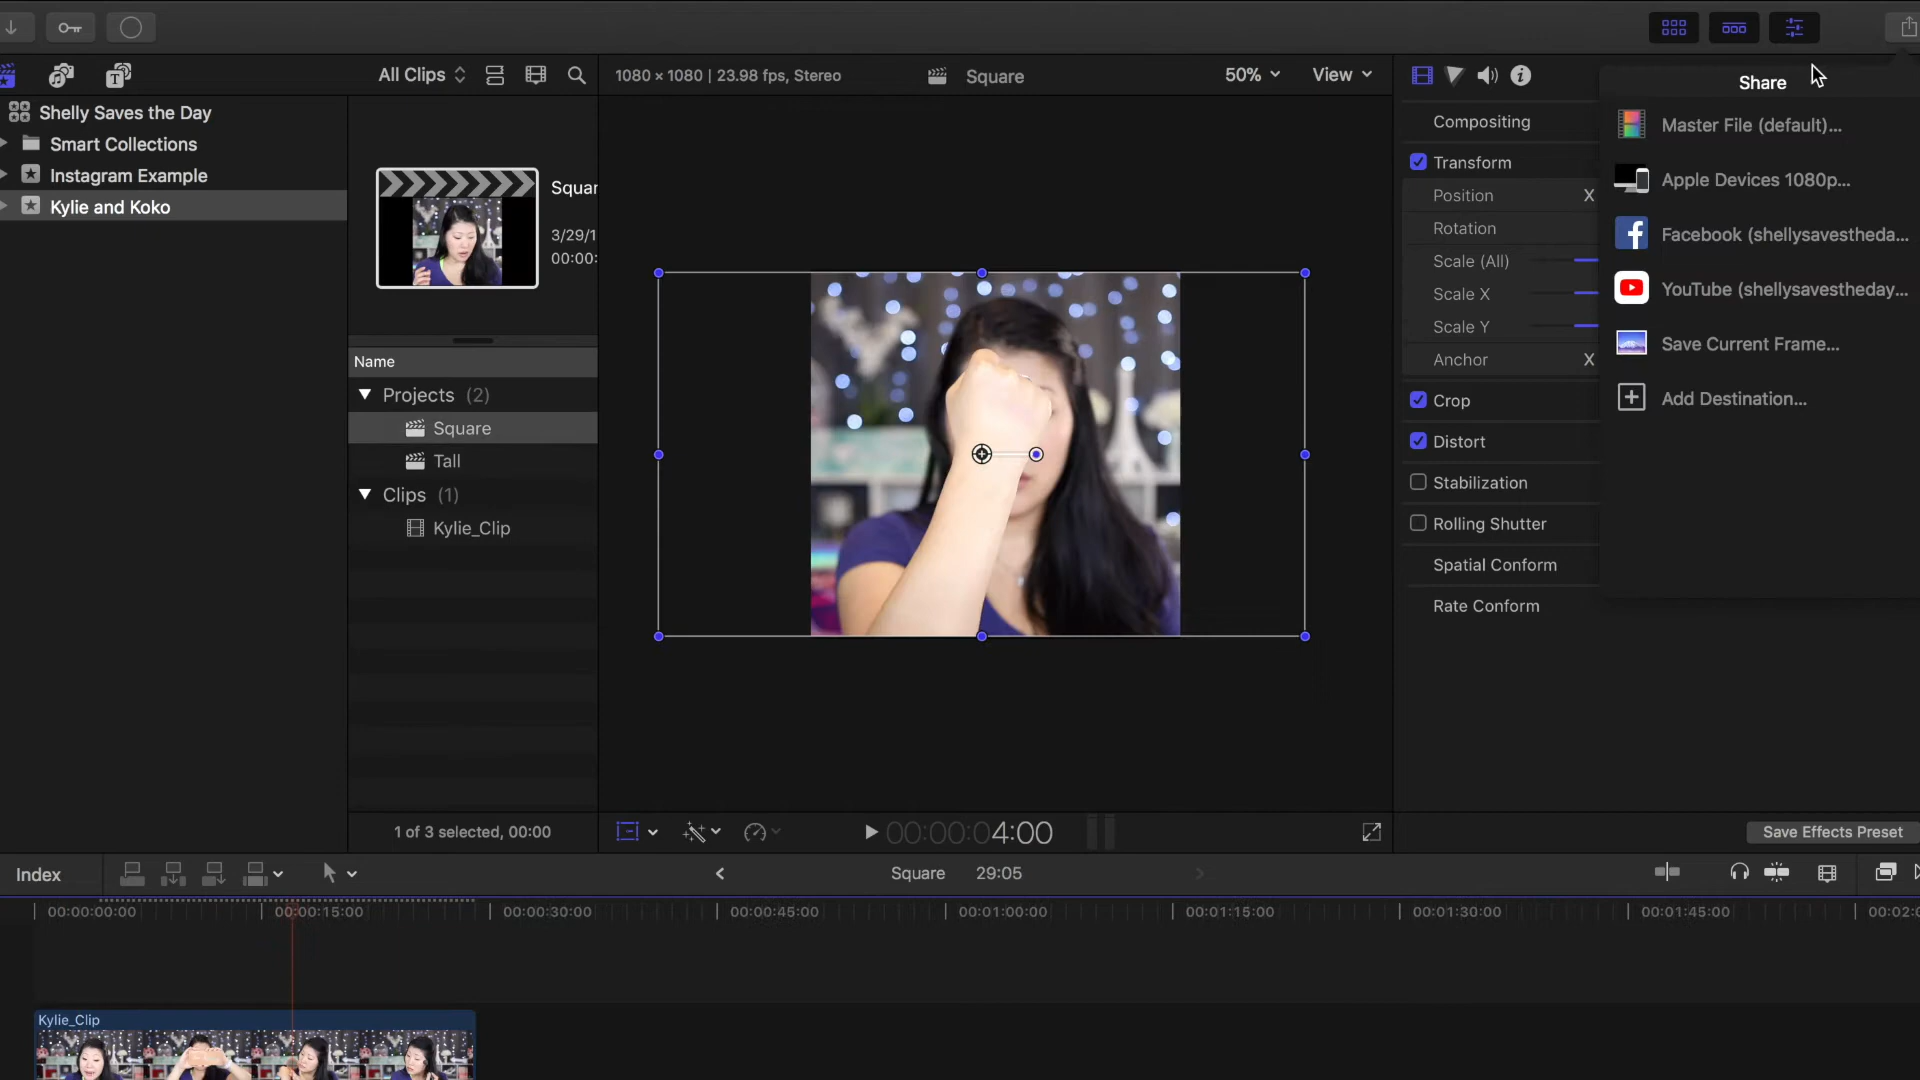 All Clips
1080 × 1080 | 23.98 fps, Stereo
Square
50%
View
Share
Shelly Saves the Day
Smart Collections
Instagram Example
Kylie and Koko
Squar
3/29/1
00:00:
Name
Projects (2)
Square
Tall
Clips (1)
Kylie_Clip
1 of 3 selected, 00:00
Compositing
Transform
Position X
Rotation
Scale (All)
Scale X
Scale Y
Anchor X
Crop
Distort
Stabilization
Rolling Shutter
Spatial Conform
Rate Conform
Master File (default)...
Apple Devices 1080p...
Facebook (shellysavestheda...
YouTube (shellysavestheday...
Save Current Frame...
Add Destination...
00:00:04:00
Save Effects Preset
Index
Square 29:05
00:00:00:00 00:00:15:00 00:00:30:00 00:00:45:00 00:01:00:00 00:01:15:00 00:01:30:00 00:01:45:00 00:02:0
Kylie_Clip